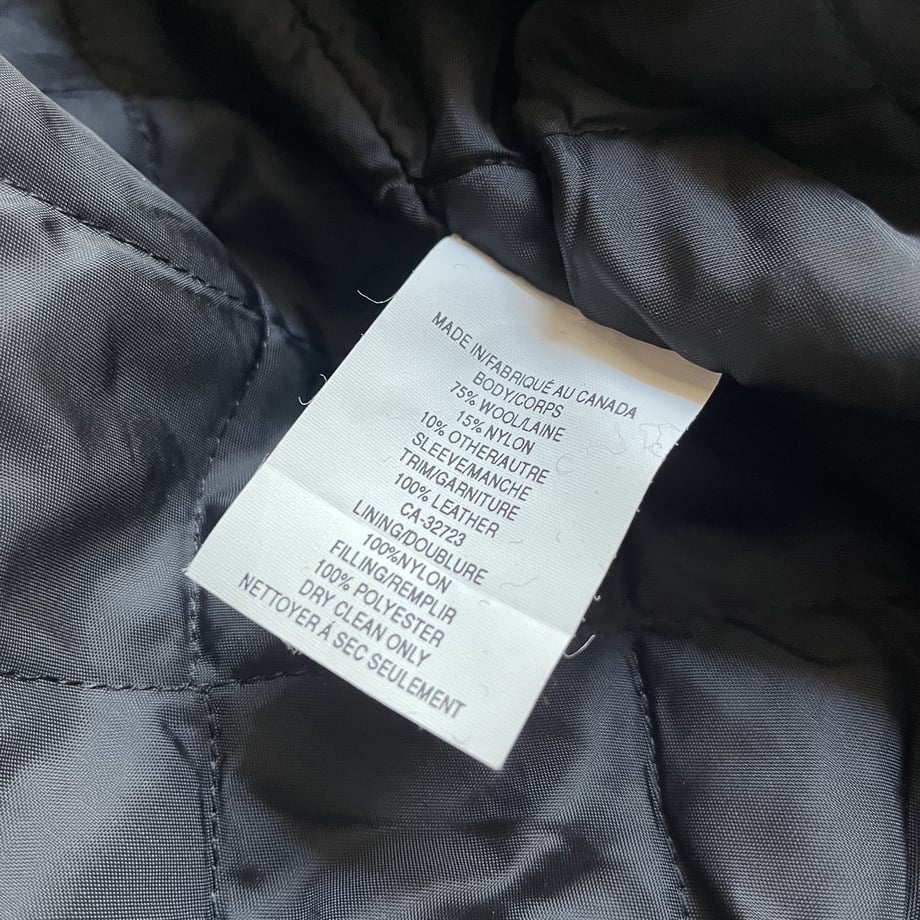 MADE IN/FABRIQUÉ AU CANADA
BODY/CORPS
75% WOOL/LAINE
15% NYLON
10% OTHER/AUTRE
SLEEVE/MANCHE
TRIM/GARNITURE
100% LEATHER
CA-32723
LINING/DOUBLURE
100%NYLON
FILLING/REMPLIR
100% POLYESTER
DRY CLEAN ONLY
NETTOYER Á SEC SEULEMENT